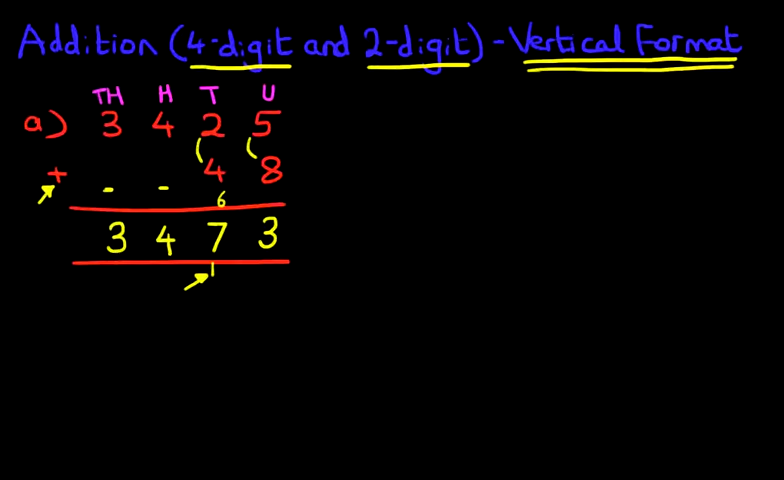 Addition (4-digit and 2-digit) - Vertical Format
TH H T U
a) 3 4 2 5
+ - - 4 8
6
3 4 7 3
1